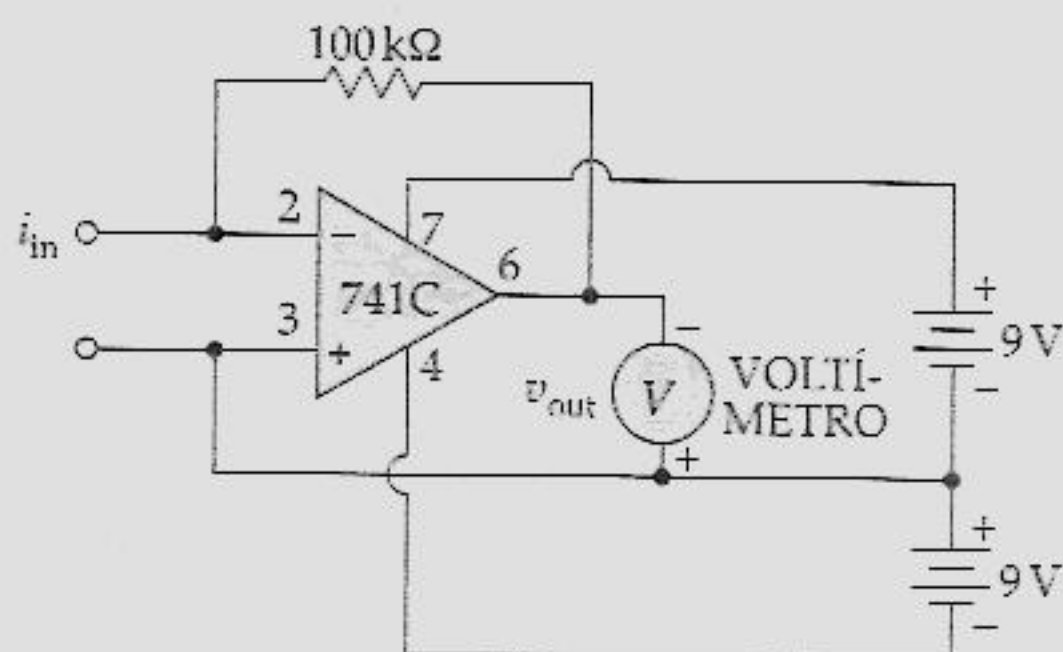 100 kΩ
i_in
2
−
7
6
741C
3
+
4
−
v_out
V
VOLTÍ-
METRO
+
+
9 V
−
+
9 V
−